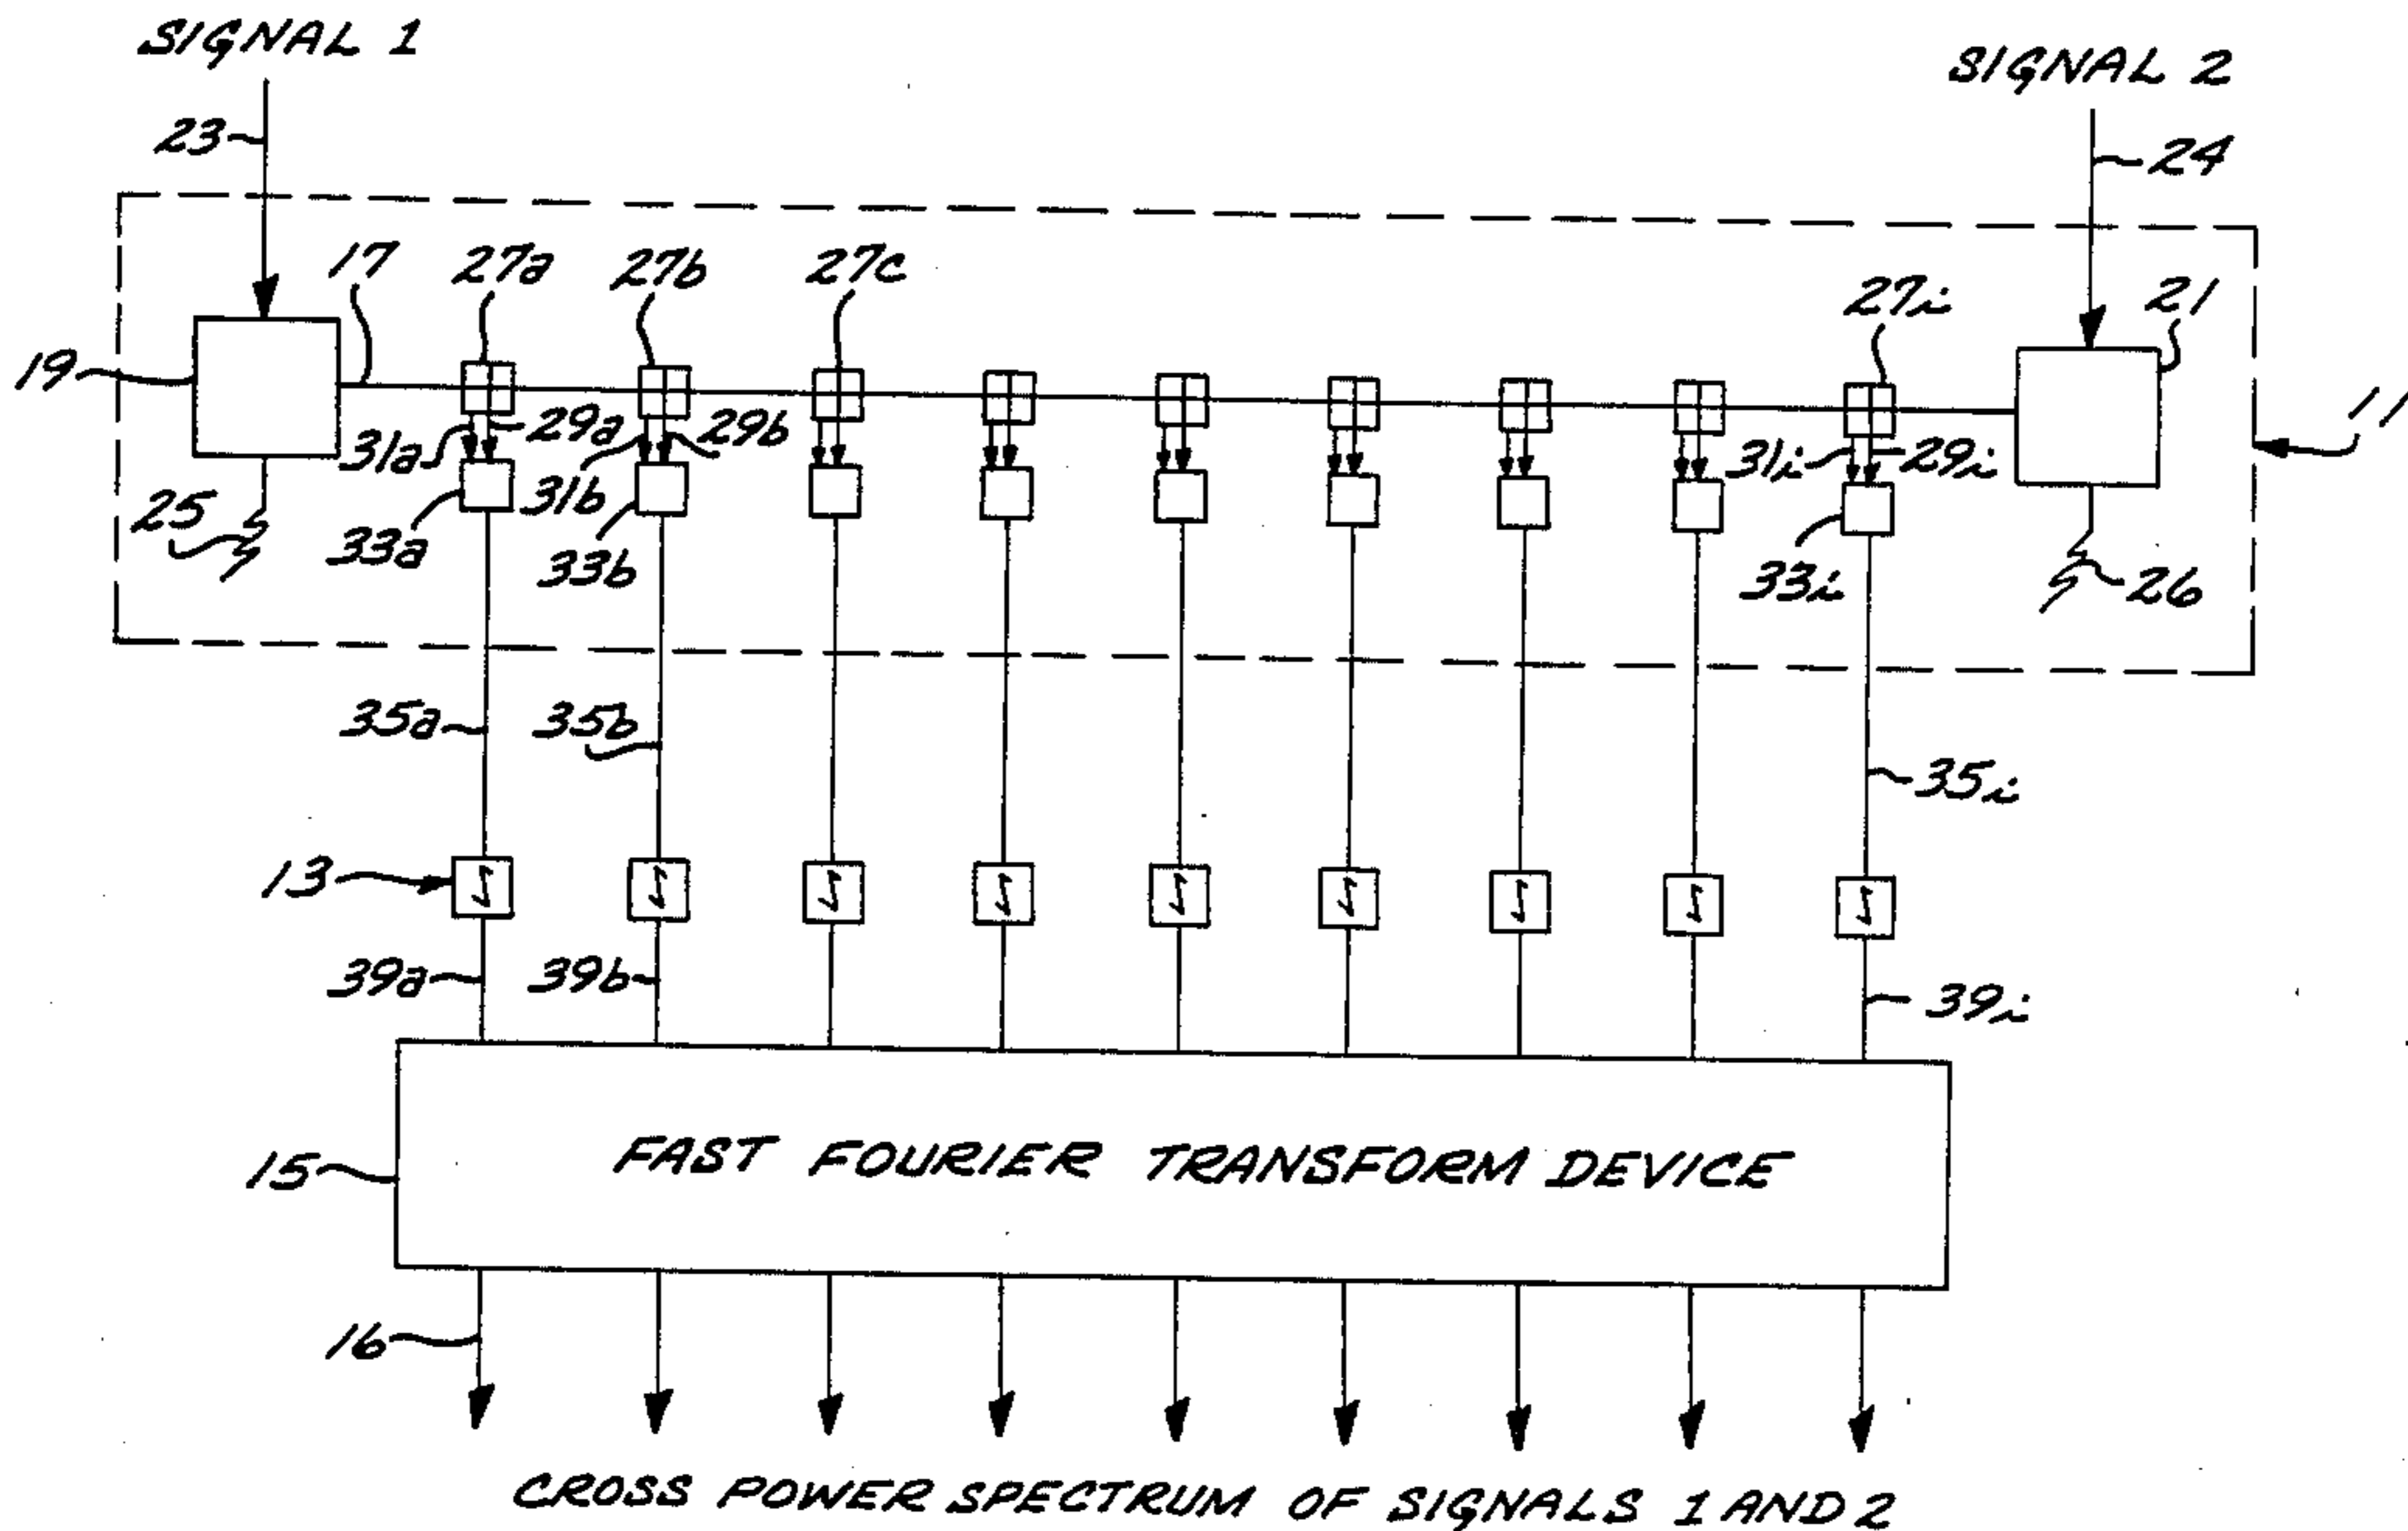 SIGNAL 1
SIGNAL 2
23
24
17
27a
27b
27c
27i
21
19
11
31a
29a
29b
31i
29i
25
31b
33a
33b
33i
26
35a
35b
35i
13
∫
∫
∫
∫
∫
∫
∫
∫
∫
39a
39b
39i
15
FAST FOURIER TRANSFORM DEVICE
16
CROSS POWER SPECTRUM OF SIGNALS 1 AND 2